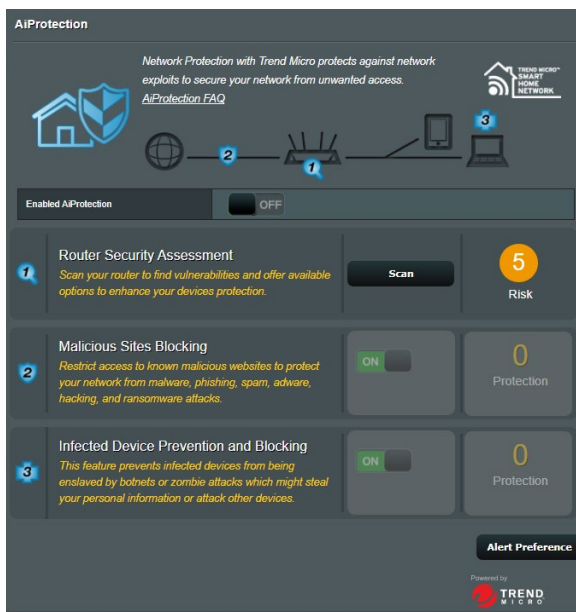 AiProtection
Network Protection with Trend Micro protects against network
exploits to secure your network from unwanted access.
AiProtection FAQ
TREND MICRO™
SMART
HOME
NETWORK
3
2
1
Enabled AiProtection
OFF
1
Router Security Assessment
Scan your router to find vulnerabilities and offer available
options to enhance your devices protection.
Scan
5
Risk
2
Malicious Sites Blocking
Restrict access to known malicious websites to protect
your network from malware, phishing, spam, adware,
hacking, and ransomware attacks.
ON
0
Protection
3
Infected Device Prevention and Blocking
This feature prevents infected devices from being
enslaved by botnets or zombie attacks which might steal
your personal information or attack other devices.
ON
0
Protection
Alert Preference
Powered by
TREND
MICRO